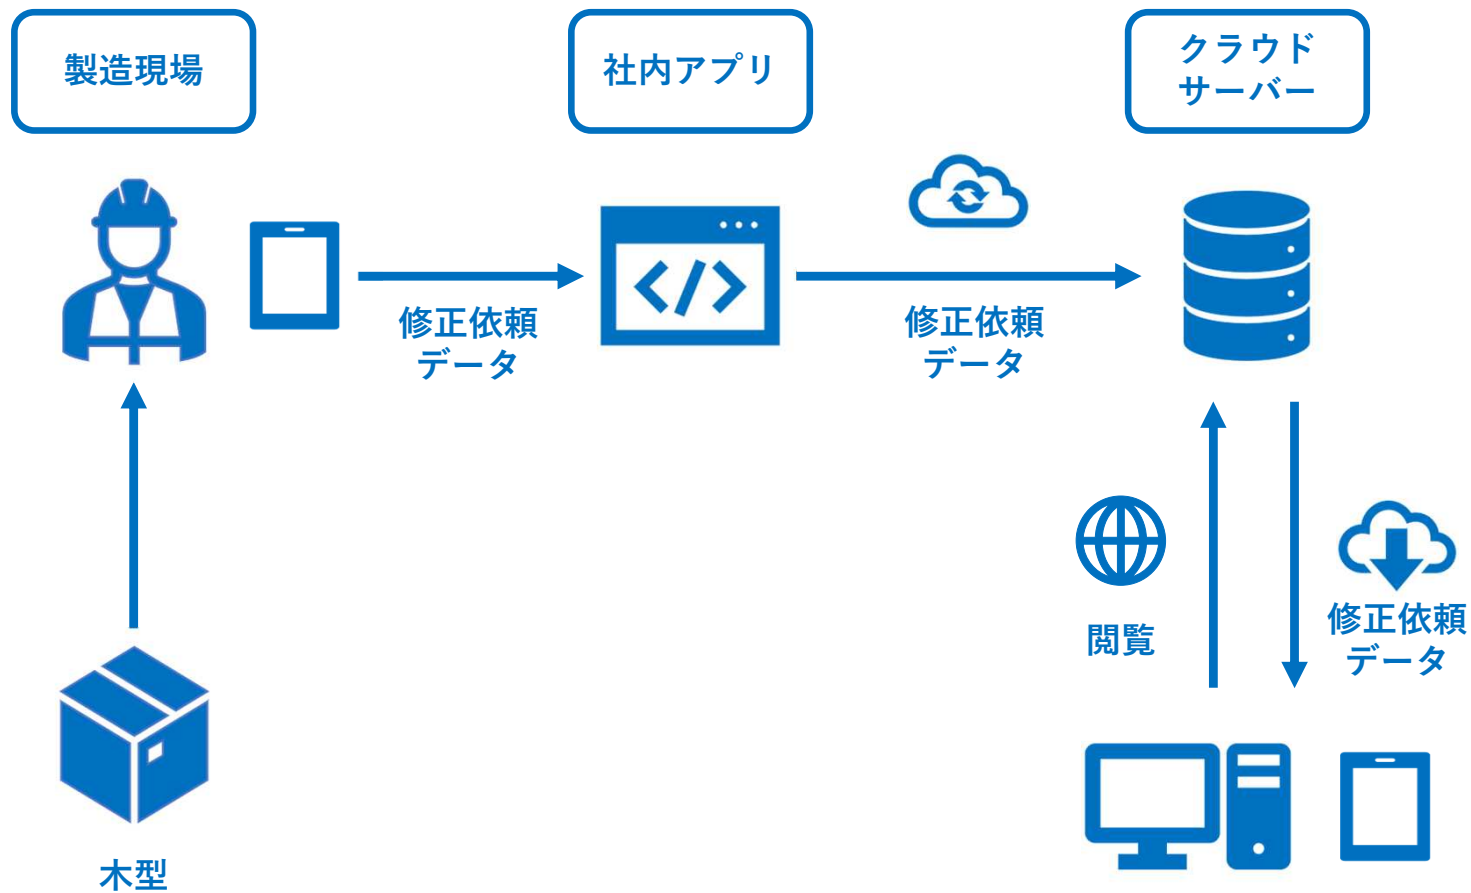 製造現場
社内アプリ
クラウド
サーバー
修正依頼
データ
修正依頼
データ
閲覧
修正依頼
データ
木型